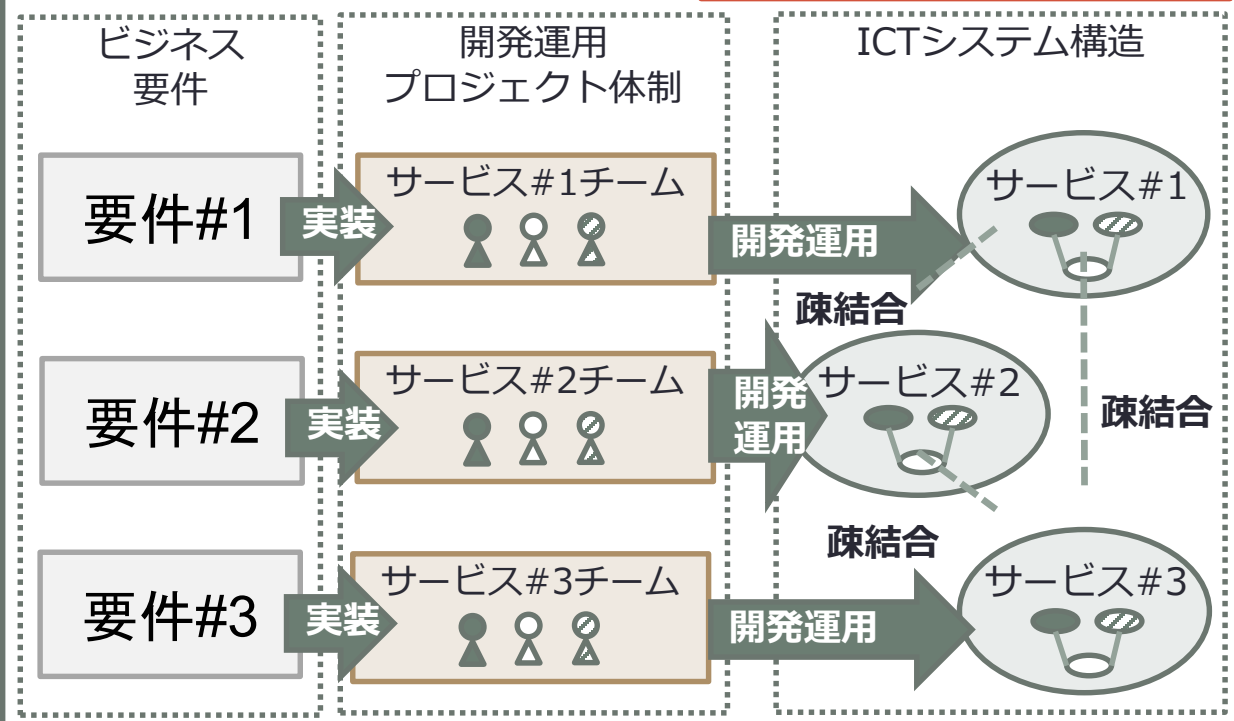 ビジネス
要件
開発運用
プロジェクト体制
ICTシステム構造
要件#1
実装
サービス#1チーム
開発運用
サービス#1
疎結合
要件#2
実装
サービス#2チーム
開発
運用
サービス#2
疎結合
疎結合
要件#3
実装
サービス#3チーム
開発運用
サービス#3